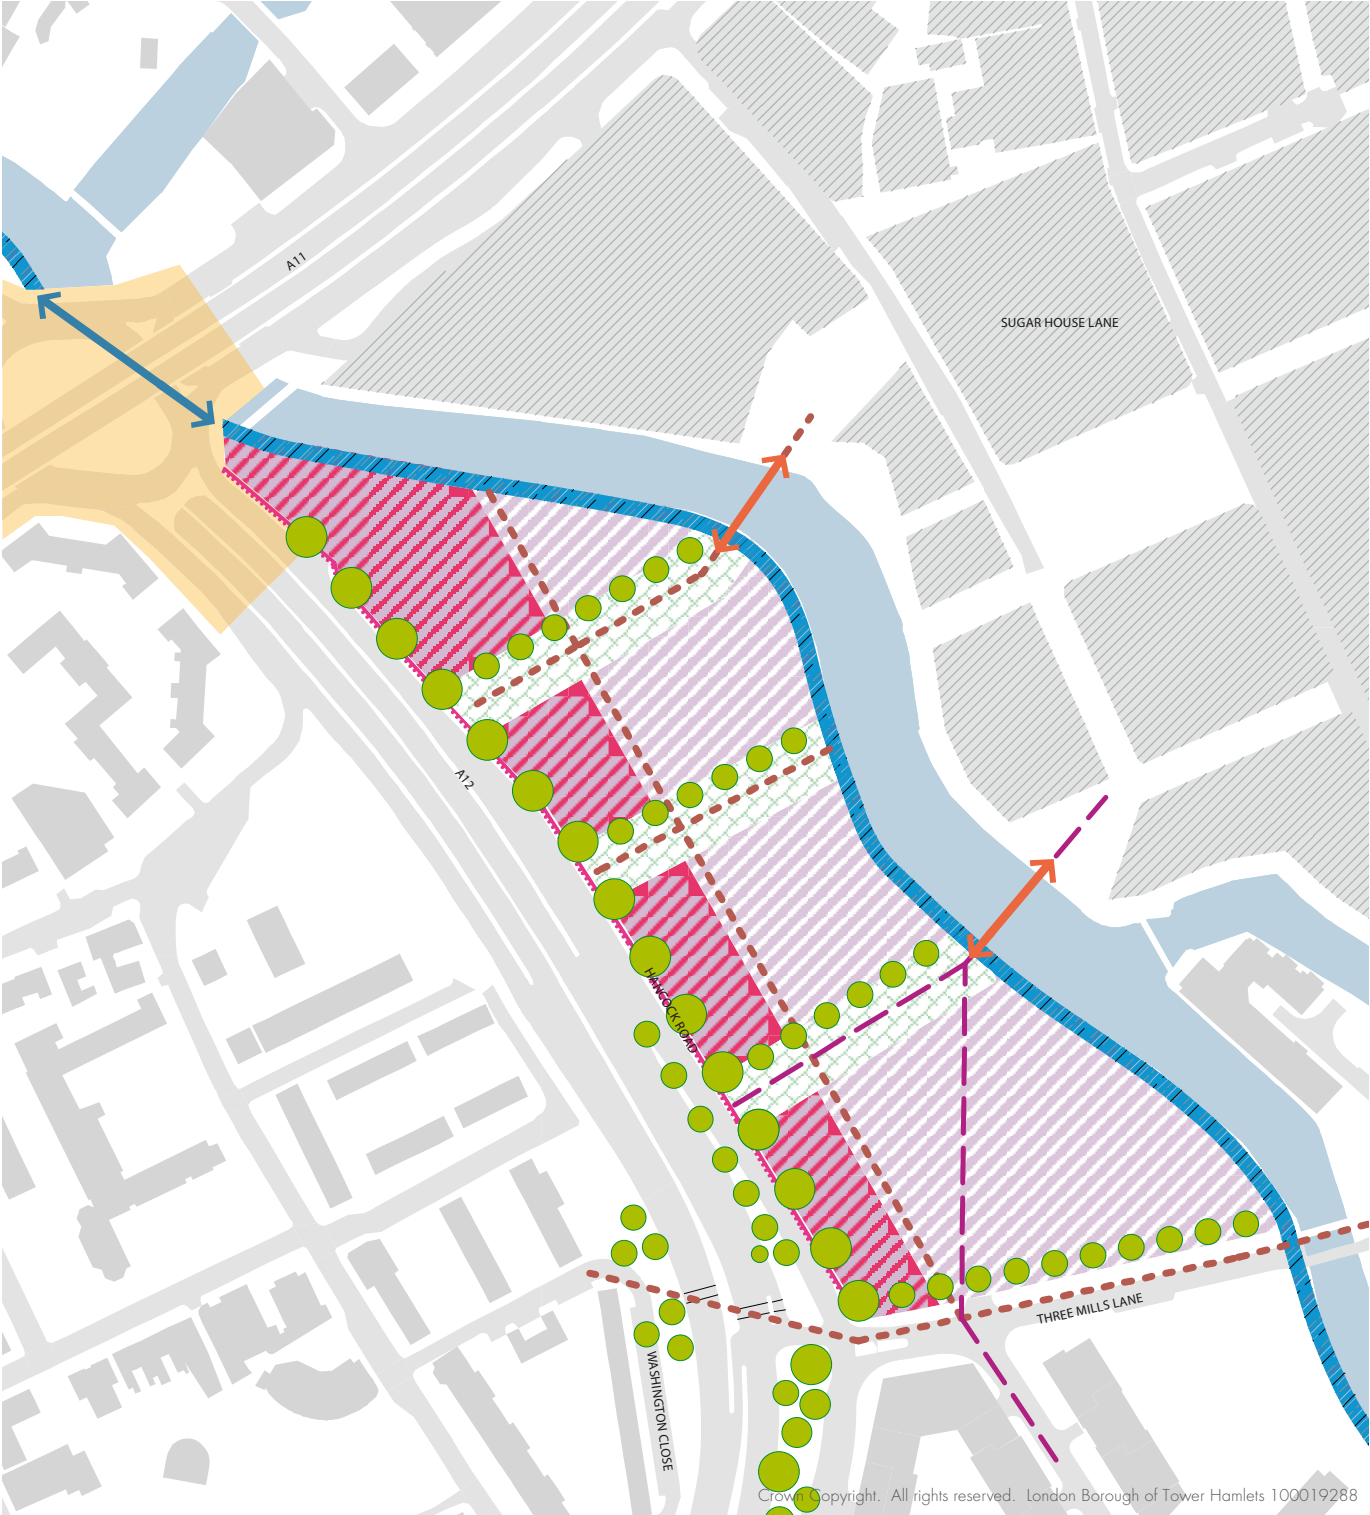 A11
SUGAR HOUSE LANE
A12
HANCOCK ROAD
THREE MILLS LANE
WASHINGTON CLOSE
Crown Copyright. All rights reserved. London Borough of Tower Hamlets 100019288